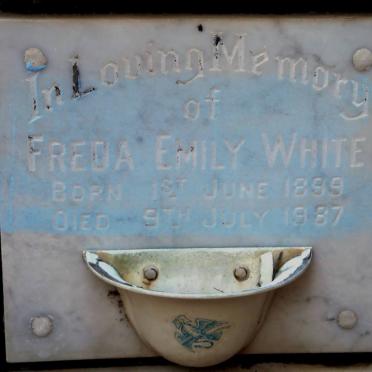 In Loving Memory
of
FREDA EMILY WHITE
BORN 1ST JUNE 1899
DIED 9TH JULY 1987